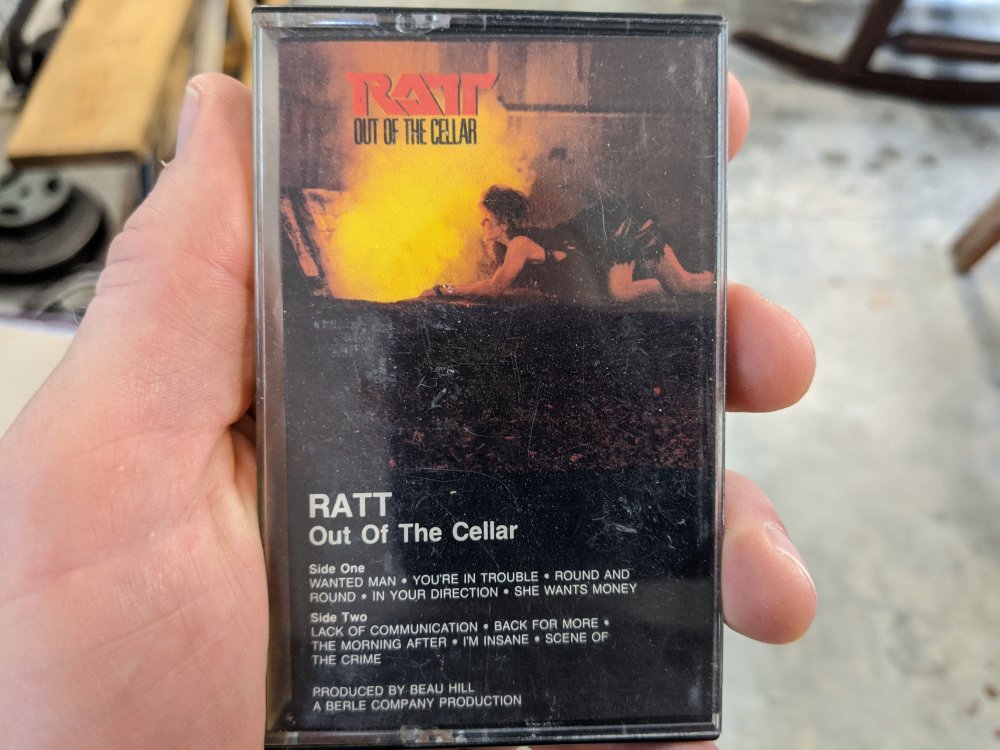 RATT
OUT OF THE CELLAR
RATT
Out Of The Cellar
Side One
WANTED MAN • YOU'RE IN TROUBLE • ROUND AND
ROUND • IN YOUR DIRECTION • SHE WANTS MONEY
Side Two
LACK OF COMMUNICATION • BACK FOR MORE •
THE MORNING AFTER • I'M INSANE • SCENE OF
THE CRIME
PRODUCED BY BEAU HILL
A BERLE COMPANY PRODUCTION